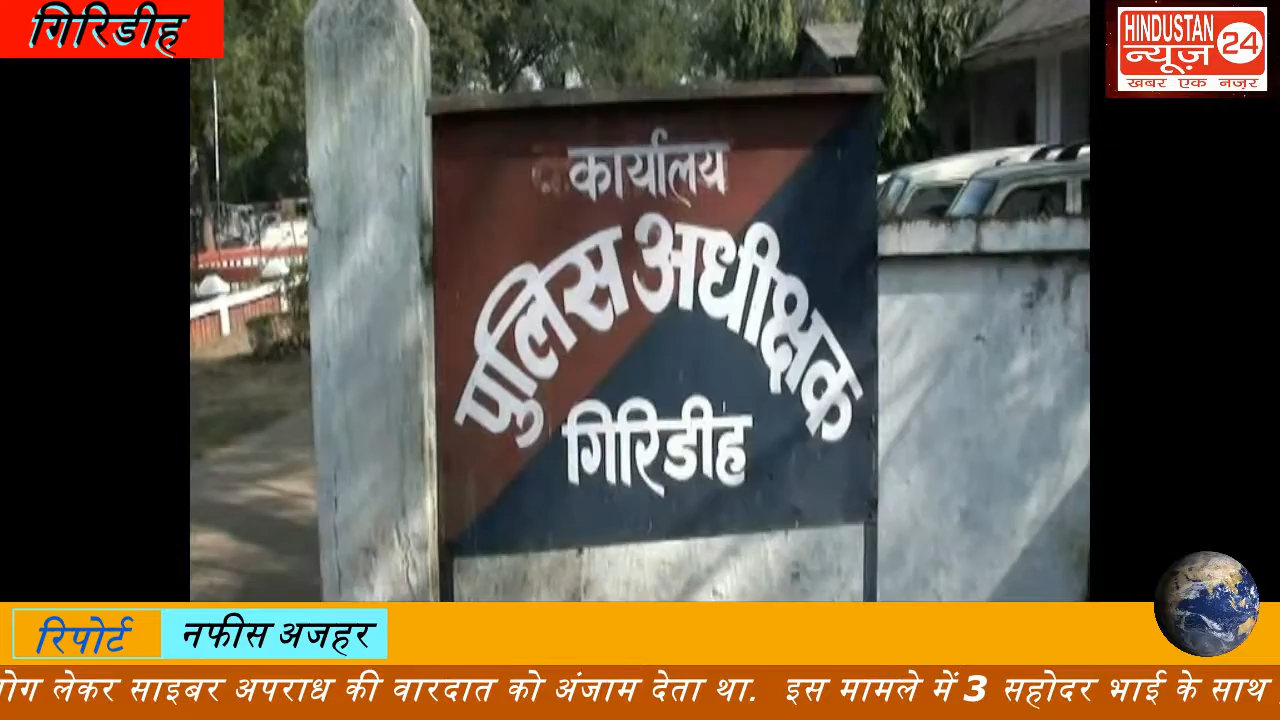 गिरिडीह
HINDUSTAN
न्यूज़ 24
खबर एक नज़र
कार्यालय
पुलिस अधीक्षक
गिरिडीह
रिपोर्ट
नफीस अजहर
लेकर साइबर अपराध की वारदात को अंजाम देता था. इस मामले में 3 सहोदर भाई के साथ